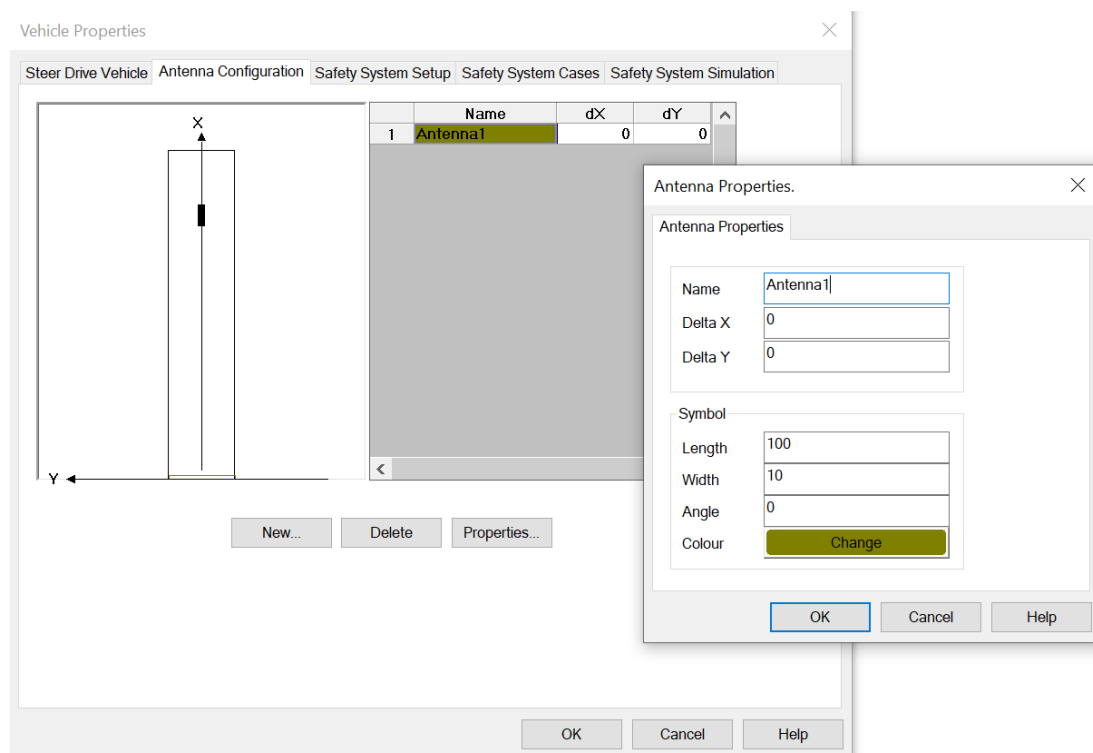 Vehicle Properties
Steer Drive Vehicle Antenna Configuration Safety System Setup Safety System Cases Safety System Simulation
X
Y
Name dX dY
1 Antenna1 0 0
New... Delete Properties...
OK Cancel Help
Antenna Properties.
Antenna Properties
Name Antenna1
Delta X 0
Delta Y 0
Symbol
Length 100
Width 10
Angle 0
Colour Change
OK Cancel Help